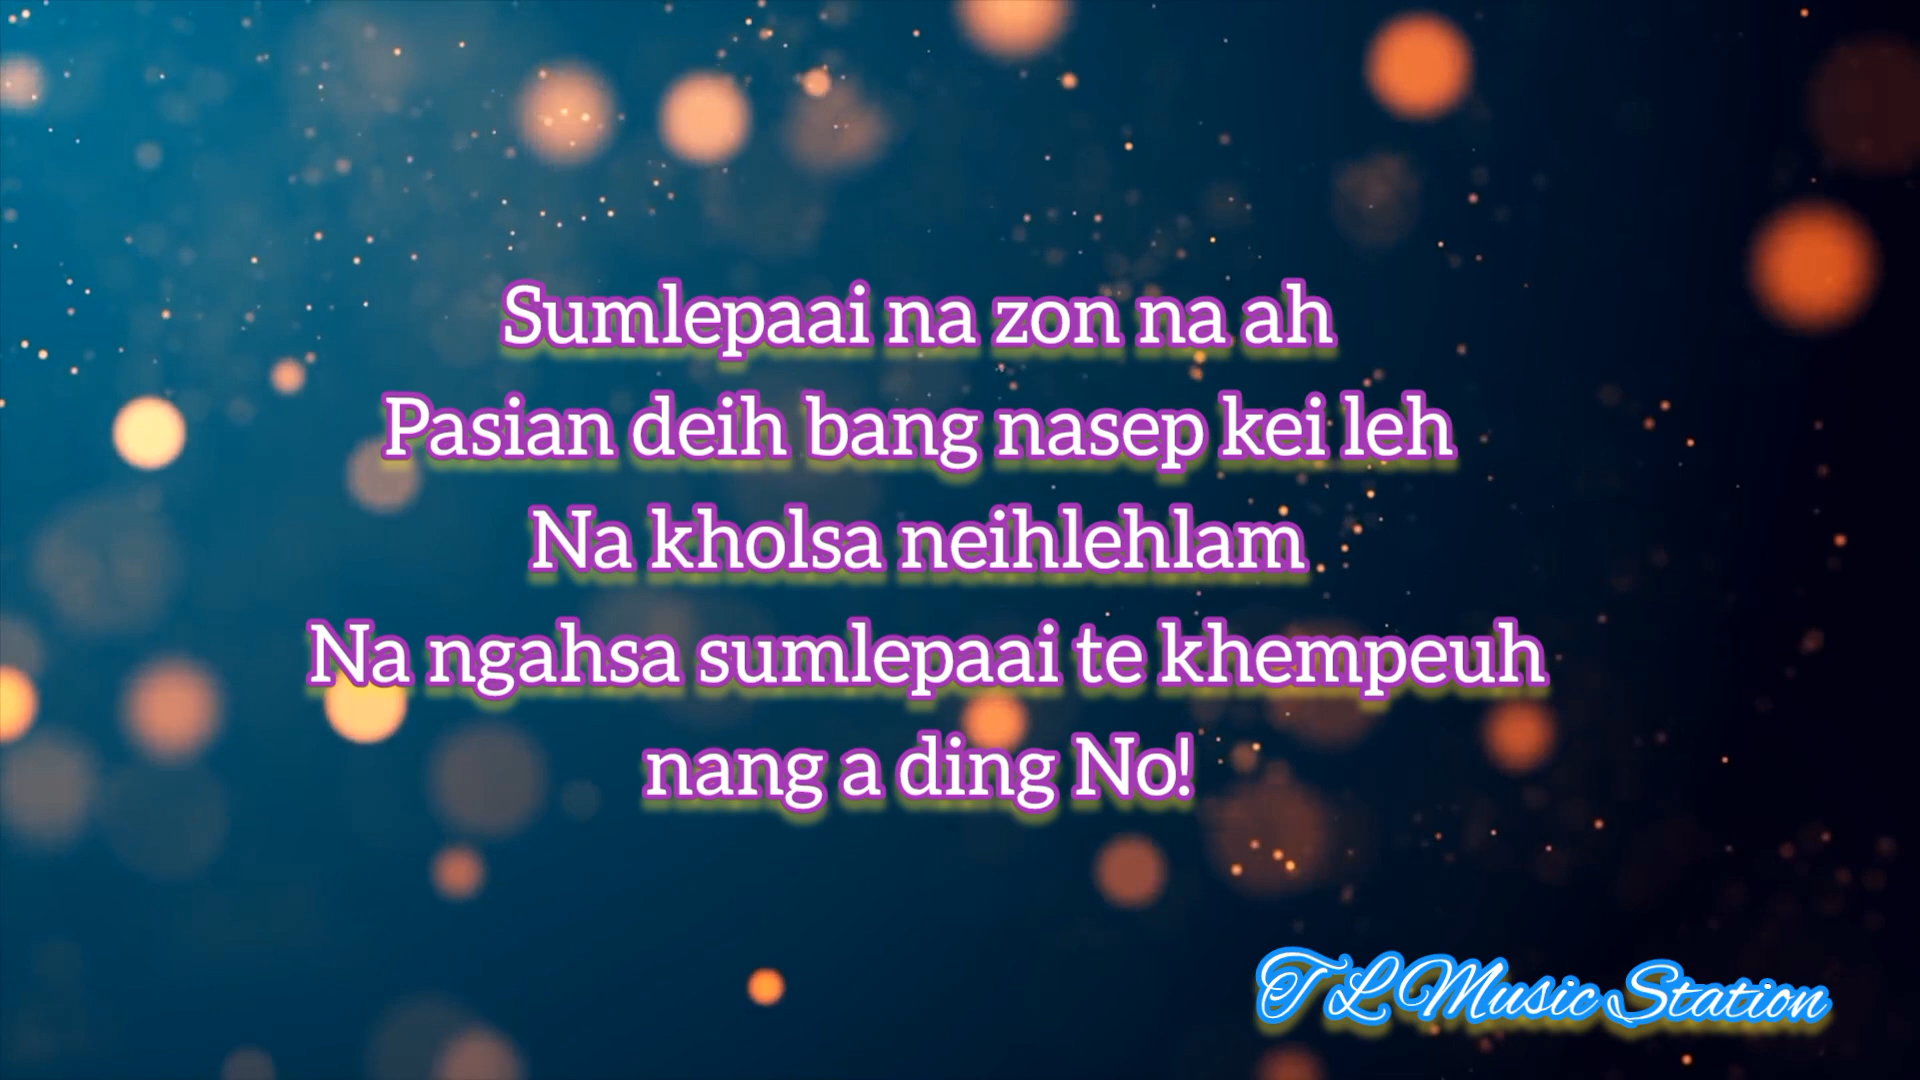 Sumlepaai na zon na ah
Pasian deih bang nasep kei leh
Na kholsa neihlehlam
Na ngahsa sumlepaai te khempeuh
nang a ding No!
T L Music Station